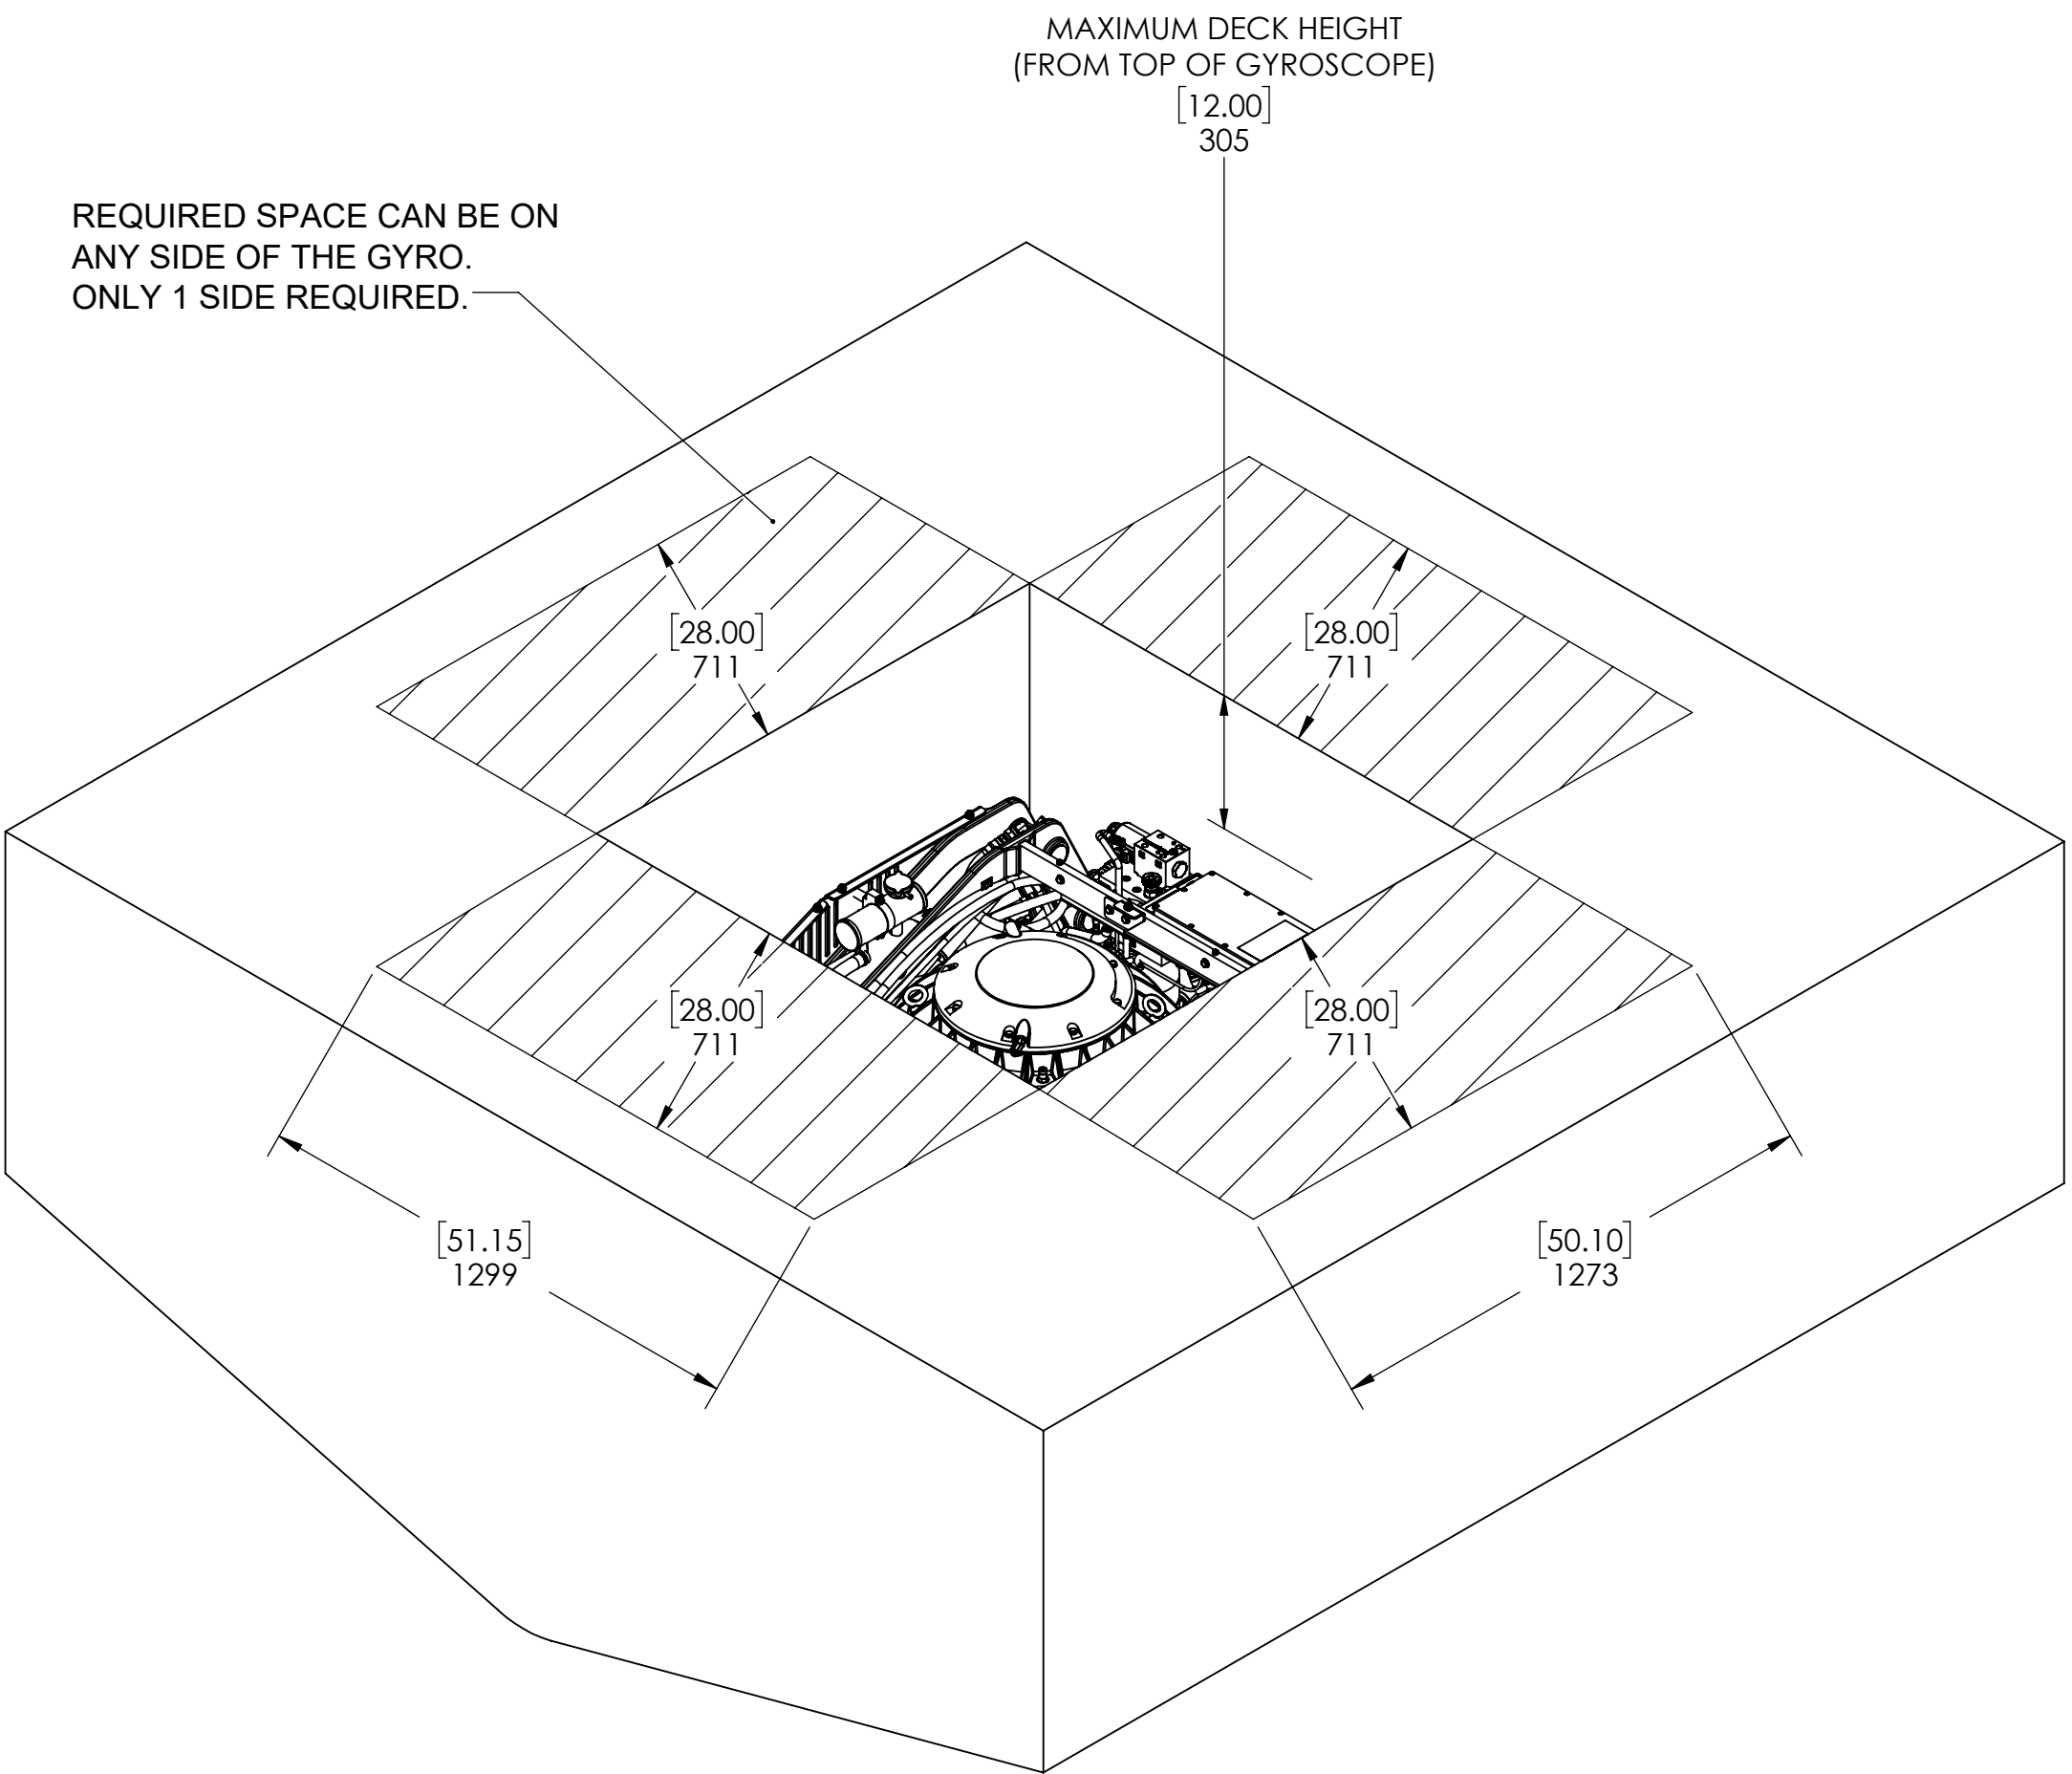 MAXIMUM DECK HEIGHT
(FROM TOP OF GYROSCOPE)
[12.00]
305
REQUIRED SPACE CAN BE ON
ANY SIDE OF THE GYRO.
ONLY 1 SIDE REQUIRED.
[28.00]
711
[28.00]
711
[28.00]
711
[28.00]
711
[51.15]
1299
[50.10]
1273